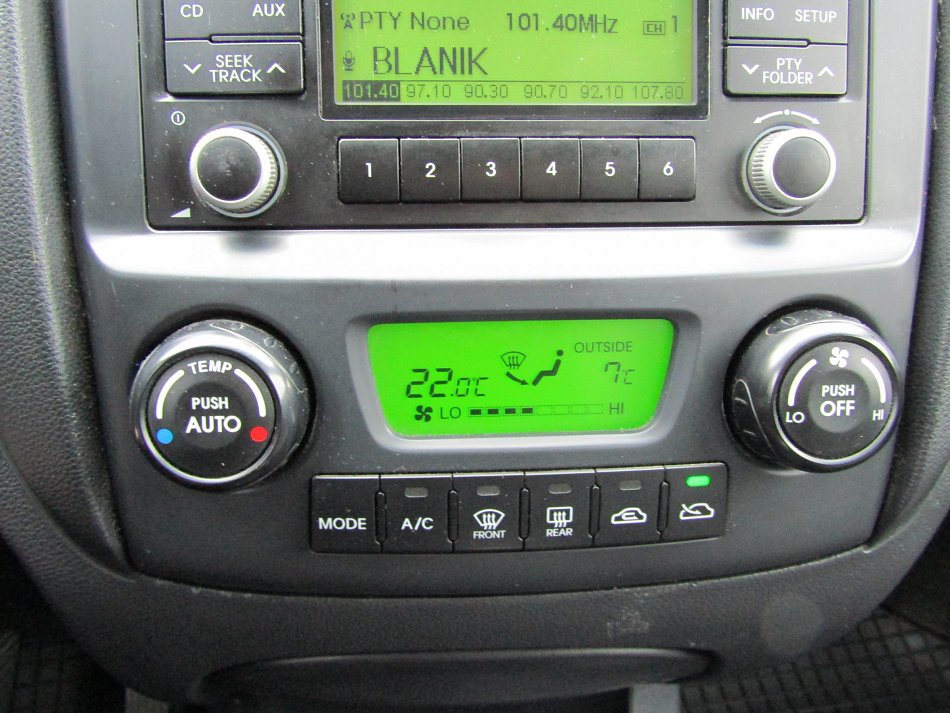 CD AUX
SEEK
TRACK
PTY None 101.40MHz CH 1
BLANIK
101.40 97.10 90.30 90.70 92.10 107.80
INFO SETUP
PTY
FOLDER
1 2 3 4 5 6
TEMP
PUSH
AUTO
OUTSIDE
22.0°C 7°C
LO HI
PUSH
OFF
LO HI
MODE A/C FRONT REAR